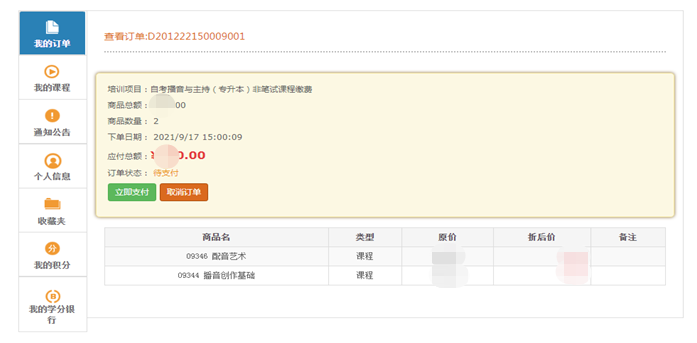 我的订单
我的课程
通知公告
个人信息
收藏夹
我的积分
我的学分银
行
查看订单:D201222150009001
培训项目：自考播音与主持（专升本）非笔试课程缴费
商品总额： 00
商品数量： 2
下单日期： 2021/9/17 15:00:09
应付总额：¥ 0.00
订单状态： 待支付
立即支付 取消订单
商品名 类型 原价 折后价 备注
09346 配音艺术 课程
09344 播音创作基础 课程